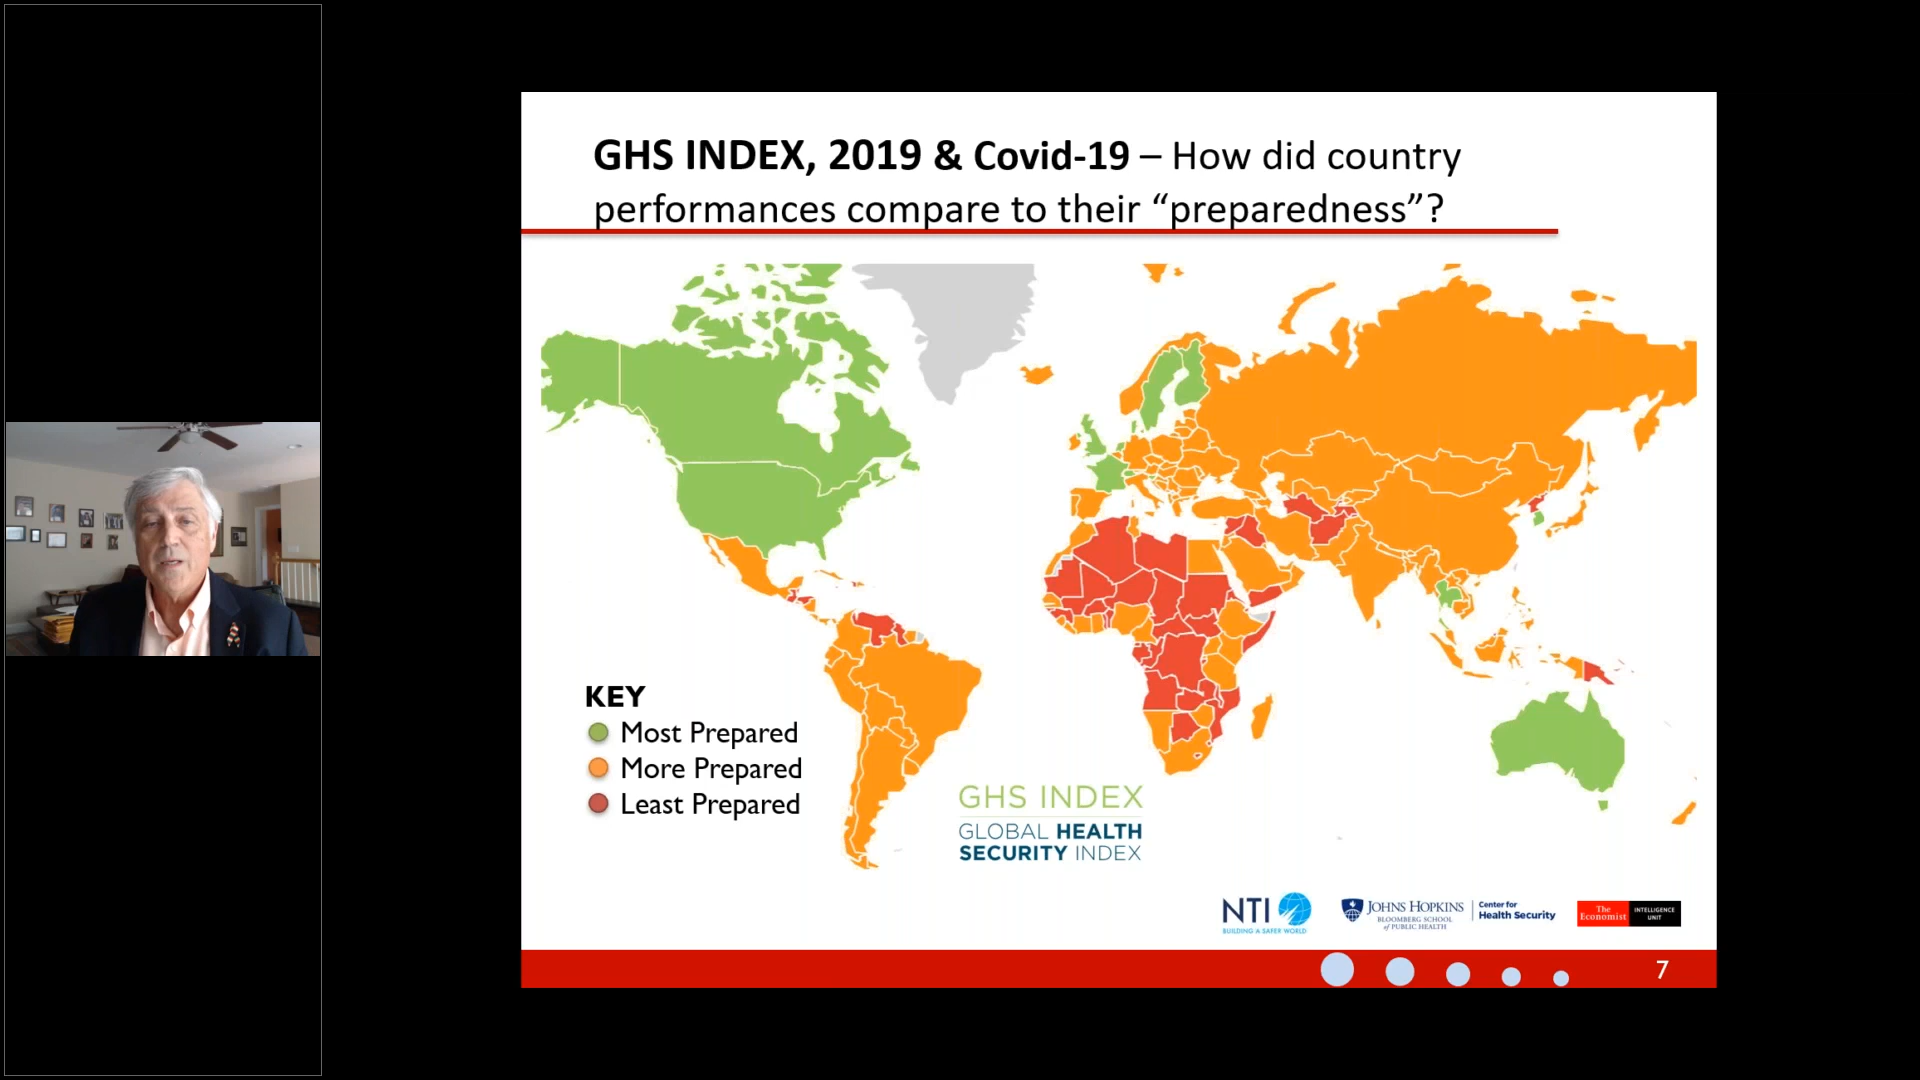 GHS INDEX, 2019 & Covid-19 – How did country
performances compare to their “preparedness”?
KEY
Most Prepared
More Prepared
Least Prepared
GHS INDEX
GLOBAL HEALTH
SECURITY INDEX
NTI
BUILDING A SAFER WORLD
JOHNS HOPKINS
BLOOMBERG SCHOOL
of PUBLIC HEALTH
Center for
Health Security
The
Economist
INTELLIGENCE
UNIT
7